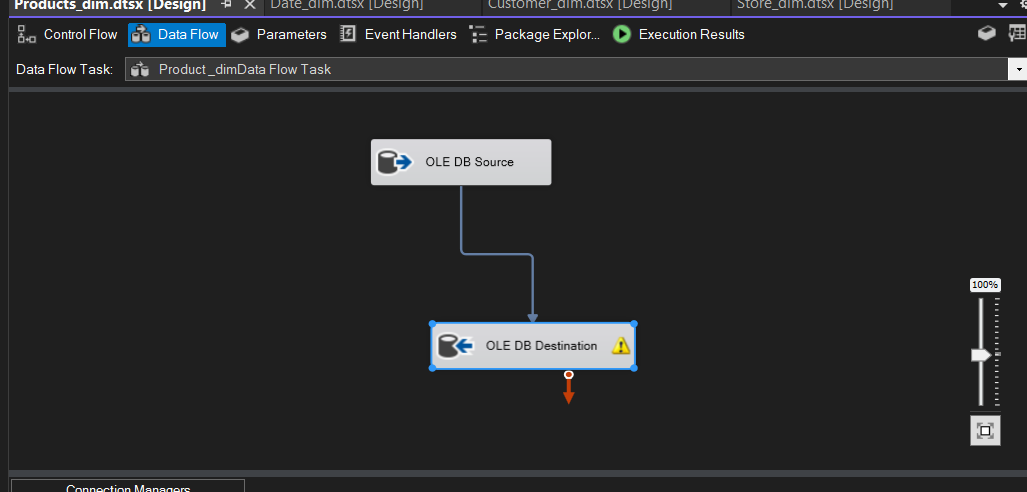 Products_dim.dtsx [Design] Date_dim.dtsx [Design] Customer_dim.dtsx [Design] Store_dim.dtsx [Design]
Control Flow Data Flow Parameters Event Handlers Package Explor... Execution Results
Data Flow Task: Product _dimData Flow Task
OLE DB Source
100%
OLE DB Destination
Connection Managers